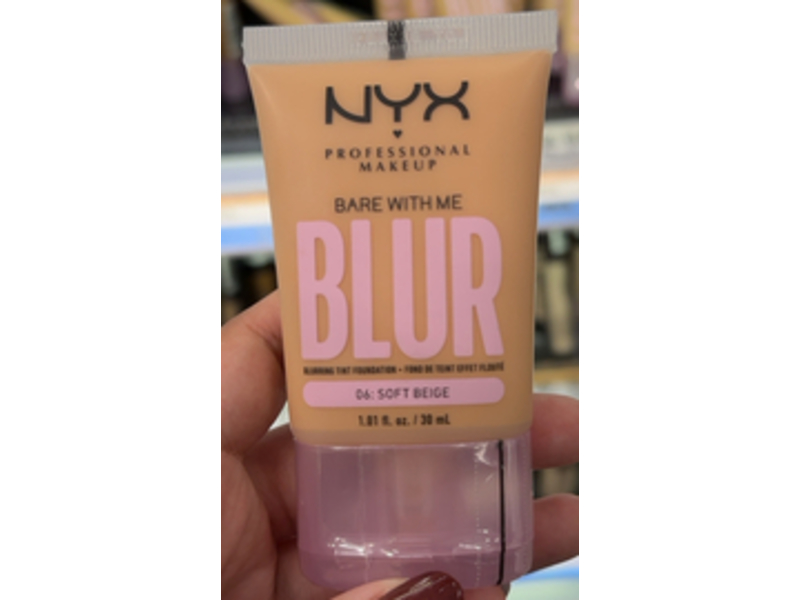 NYX
PROFESSIONAL
MAKEUP
BARE WITH ME
BLUR
BLURRING TINT FOUNDATION • FOND DE TEINT EFFET FLOUTÉ
06: SOFT BEIGE
1.01 fl. oz. / 30 mL